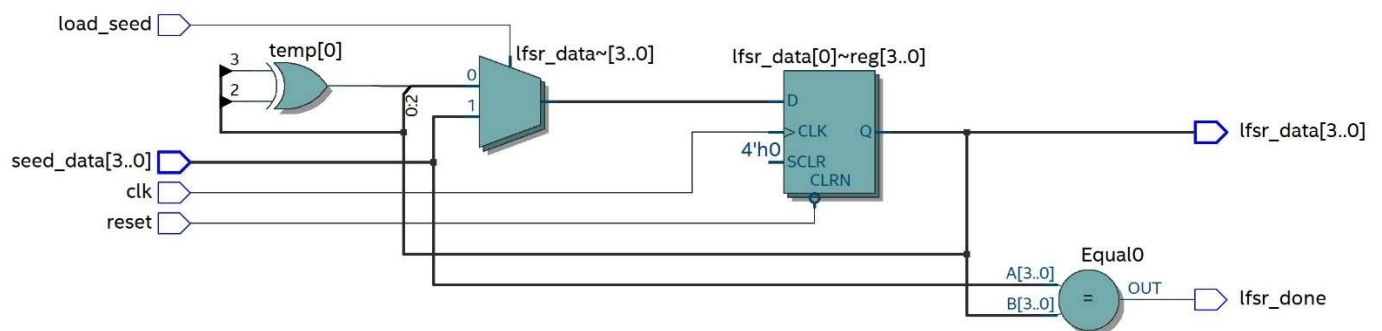 load_seed
temp[0]
lfsr_data~[3..0]
lfsr_data[0]~reg[3..0]
3
2
0
1
0:2
D
CLK
Q
4'h0
SCLR
CLRN
lfsr_data[3..0]
seed_data[3..0]
clk
reset
Equal0
A[3..0]
B[3..0]
=
OUT
lfsr_done